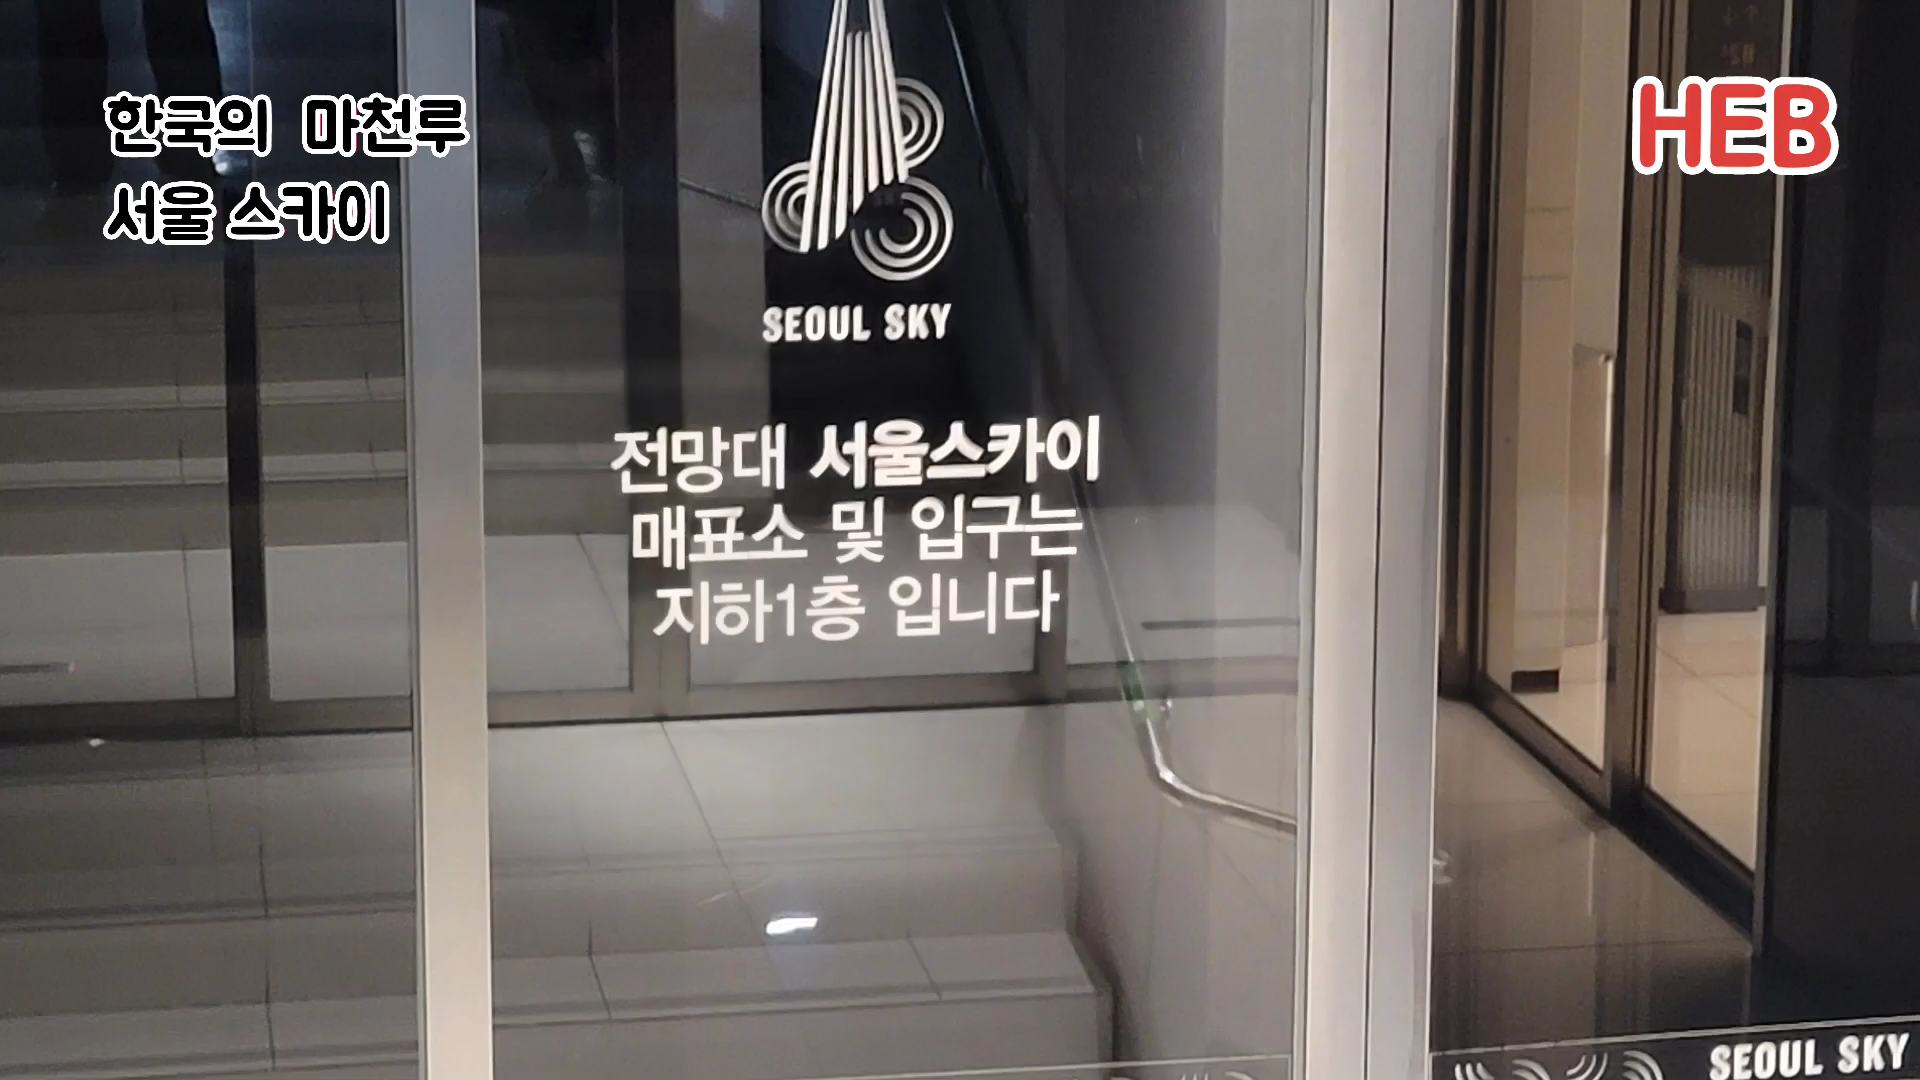 한국의 마천루
서울 스카이
HEB
SEOUL SKY
전망대 서울스카이
매표소 및 입구는
지하1층 입니다
SEOUL SKY